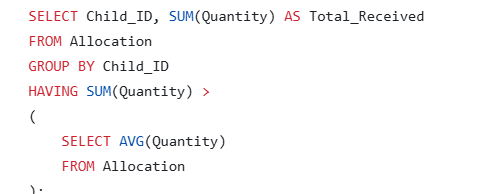 SELECT Child_ID, SUM(Quantity) AS Total_Received
FROM Allocation
GROUP BY Child_ID
HAVING SUM(Quantity) >
(
SELECT AVG(Quantity)
FROM Allocation
);